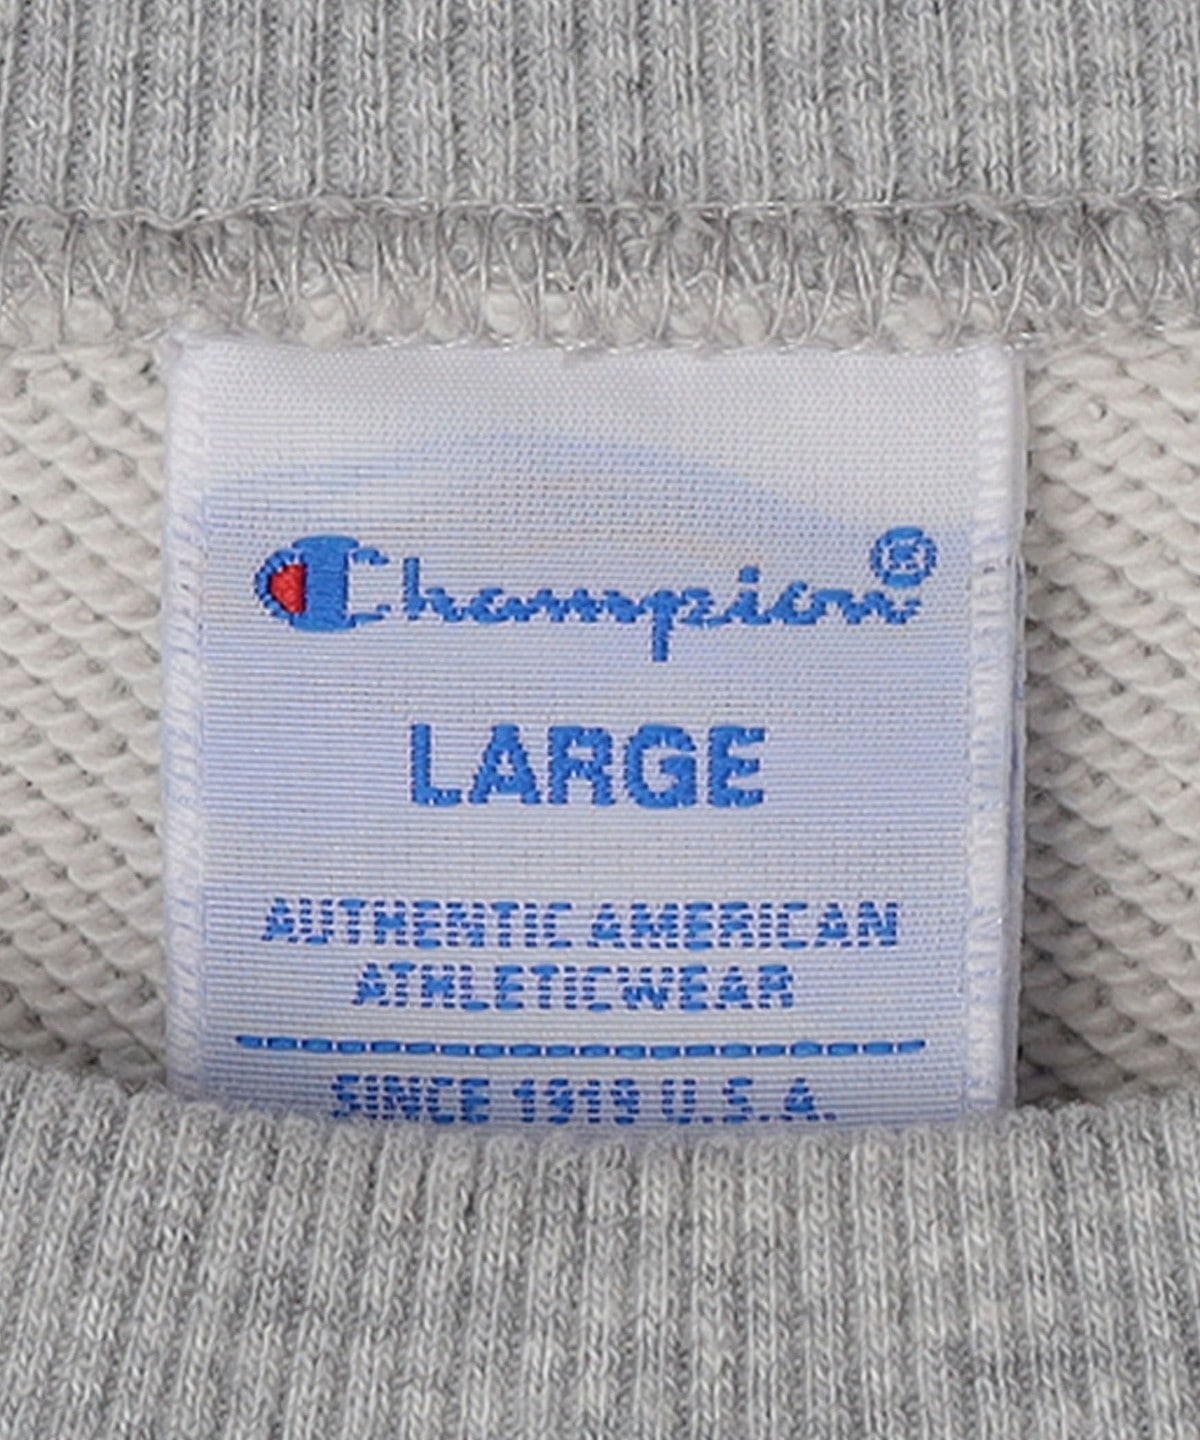 Champion®
LARGE
AUTHENTIC AMERICAN
ATHLETICWEAR
SINCE 1919 U.S.A.